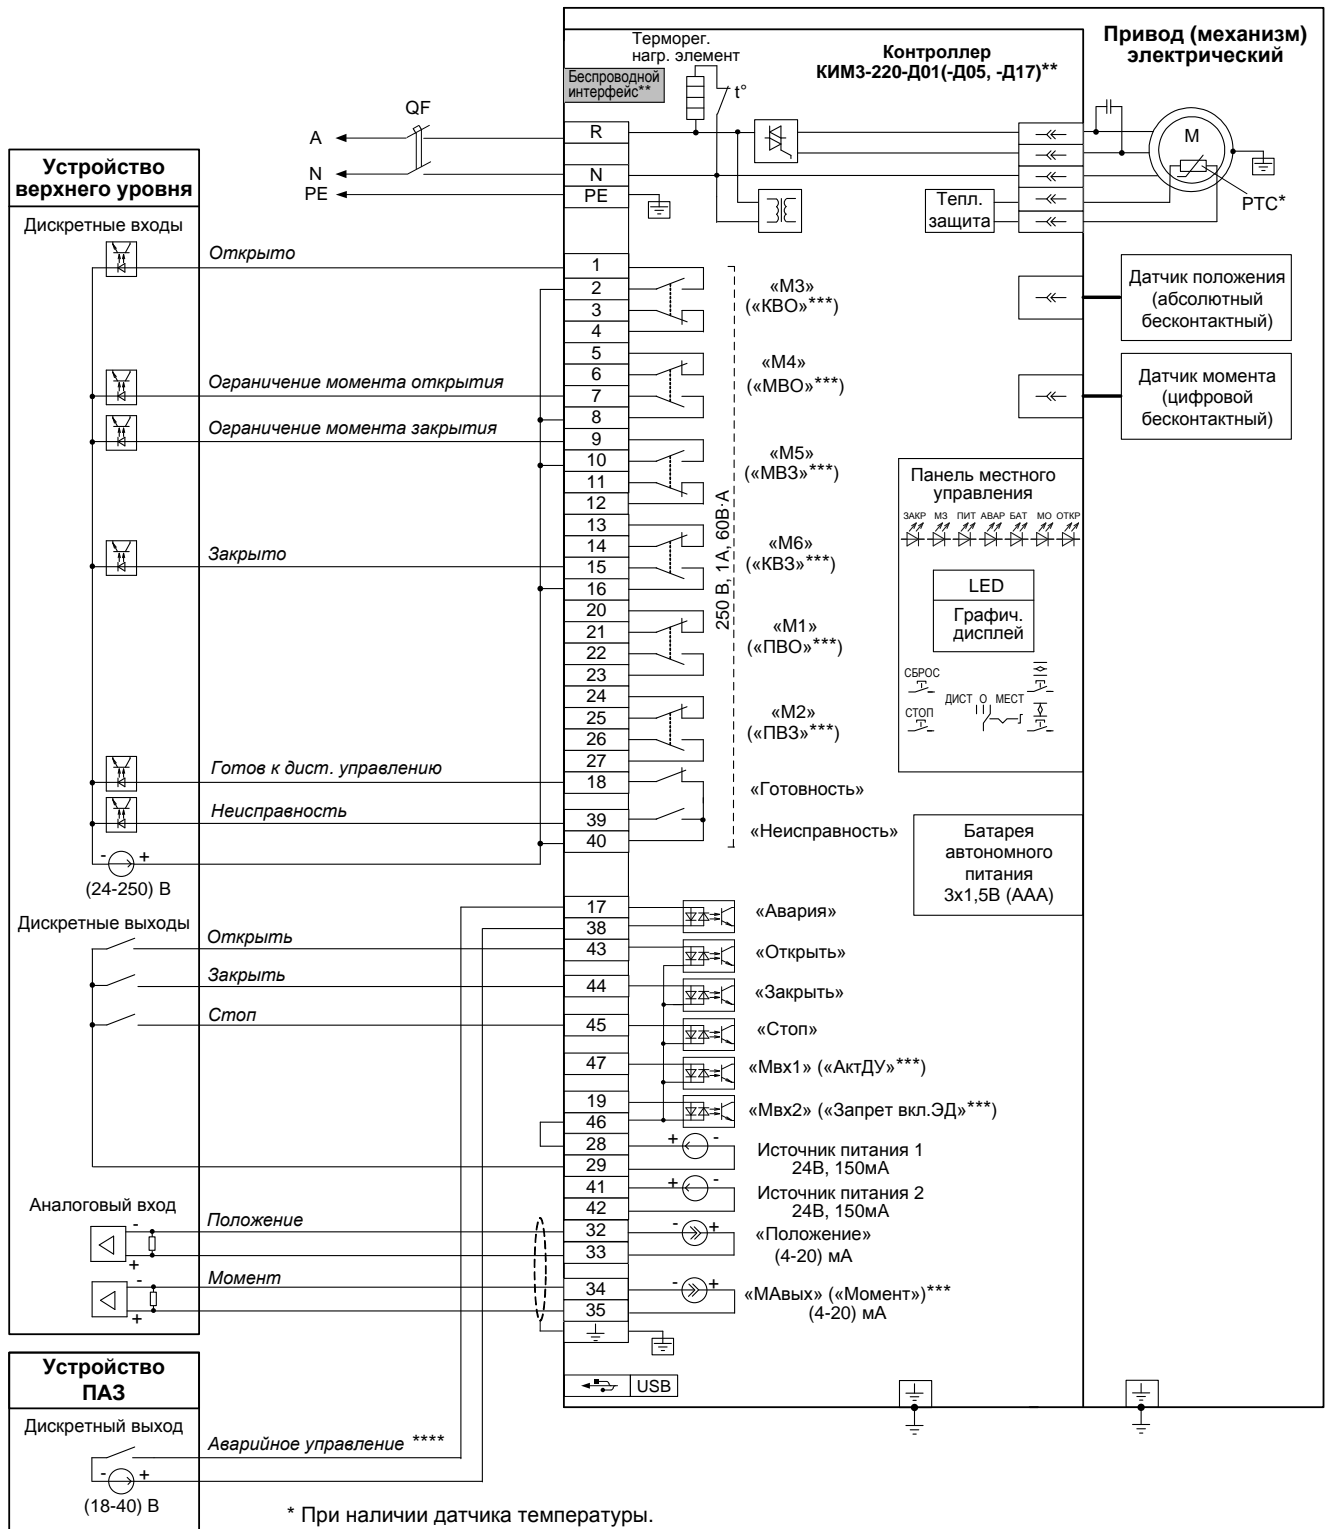 Привод (механизм)
электрический
Контроллер
КИМ3-220-Д01(-Д05, -Д17)**
Терморег.
нагр. элемент
t°
Беспроводной
интерфейс**
QF
A
N
PE
R
N
PE
M
PTC*
Тепл.
защита
Устройство
верхнего уровня
Дискретные входы
Открыто
Ограничение момента открытия
Ограничение момента закрытия
Закрыто
Готов к дист. управлению
Неисправность
- +
(24-250) В
1
2
3
4
5
6
7
8
9
10
11
12
13
14
15
16
20
21
22
23
24
25
26
27
18
39
40
«М3»
(«КВО»***)
«М4»
(«МВО»***)
«М5»
(«МВЗ»***)
«М6»
(«КВЗ»***)
«М1»
(«ПВО»***)
«М2»
(«ПВЗ»***)
«Готовность»
«Неисправность»
250 В, 1А, 60В·А
Датчик положения
(абсолютный
бесконтактный)
Датчик момента
(цифровой
бесконтактный)
Панель местного
управления
ЗАКР МЗ ПИТ АВАР БАТ МО ОТКР
LED
Графич.
дисплей
СБРОС
СТОП
ДИСТ О МЕСТ
Батарея
автономного
питания
3х1,5В (ААА)
Дискретные выходы
Открыть
Закрыть
Стоп
17
38
43
44
45
47
19
46
28
29
41
42
32
33
34
35
«Авария»
«Открыть»
«Закрыть»
«Стоп»
«Мвх1» («АктДУ»***)
«Мвх2» («Запрет вкл.ЭД»***)
+ -
Источник питания 1
24В, 150мА
+ -
Источник питания 2
24В, 150мА
- +
«Положение»
(4-20) мА
- +
«МАвых» («Момент»)***
(4-20) мА
Аналоговый вход
-
+
Положение
-
+
Момент
USB
Устройство
ПАЗ
Дискретный выход
Аварийное управление ****
- +
(18-40) В
* При наличии датчика температуры.